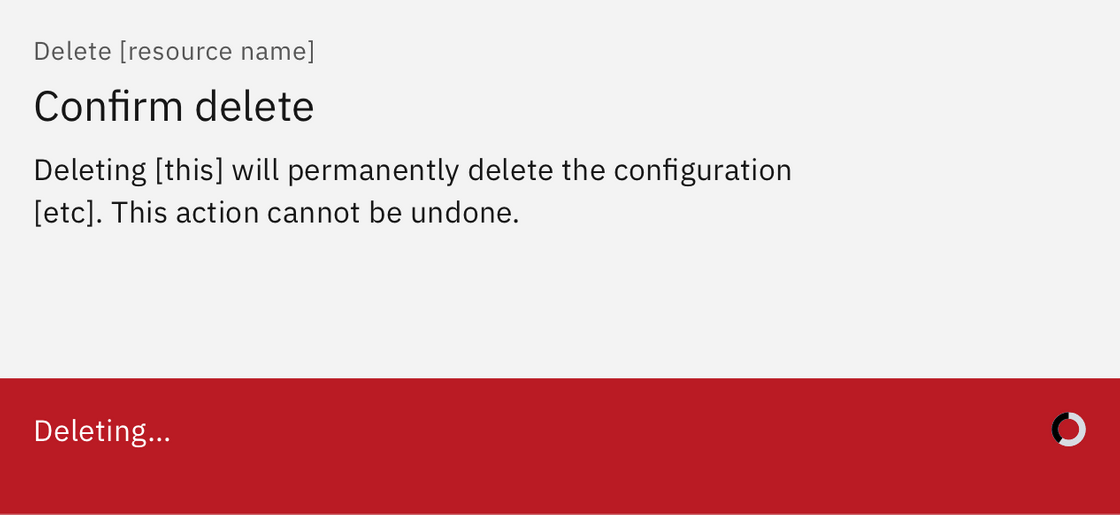 Delete [resource name]
Confirm delete
Deleting [this] will permanently delete the configuration
[etc]. This action cannot be undone.
Deleting...